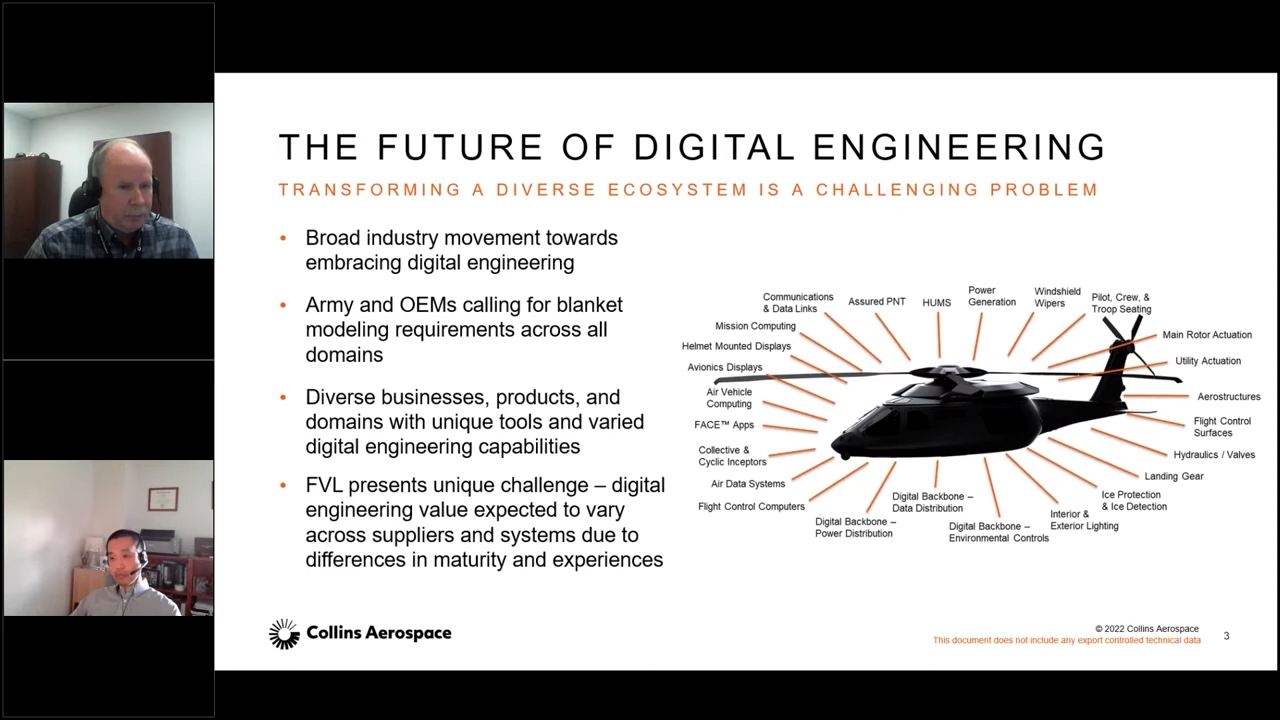 THE FUTURE OF DIGITAL ENGINEERING
TRANSFORMING A DIVERSE ECOSYSTEM IS A CHALLENGING PROBLEM
• Broad industry movement towards
embracing digital engineering
• Army and OEMs calling for blanket
modeling requirements across all
domains
• Diverse businesses, products, and
domains with unique tools and varied
digital engineering capabilities
• FVL presents unique challenge – digital
engineering value expected to vary
across suppliers and systems due to
differences in maturity and experiences
Communications
& Data Links
Assured PNT
HUMS
Power
Generation
Windshield
Wipers
Pilot, Crew, &
Troop Seating
Mission Computing
Helmet Mounted Displays
Avionics Displays
Air Vehicle
Computing
FACE™ Apps
Collective &
Cyclic Inceptors
Air Data Systems
Flight Control Computers
Digital Backbone –
Power Distribution
Digital Backbone –
Data Distribution
Digital Backbone –
Environmental Controls
Interior &
Exterior Lighting
Ice Protection
& Ice Detection
Landing Gear
Hydraulics / Valves
Flight Control
Surfaces
Aerostructures
Utility Actuation
Main Rotor Actuation
Collins Aerospace
© 2022 Collins Aerospace
This document does not include any export controlled technical data
3